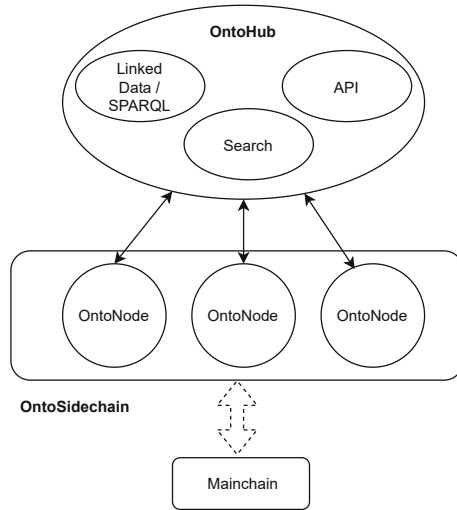 OntoHub
Linked
Data /
SPARQL
API
Search
OntoNode
OntoNode
OntoNode
OntoSidechain
Mainchain